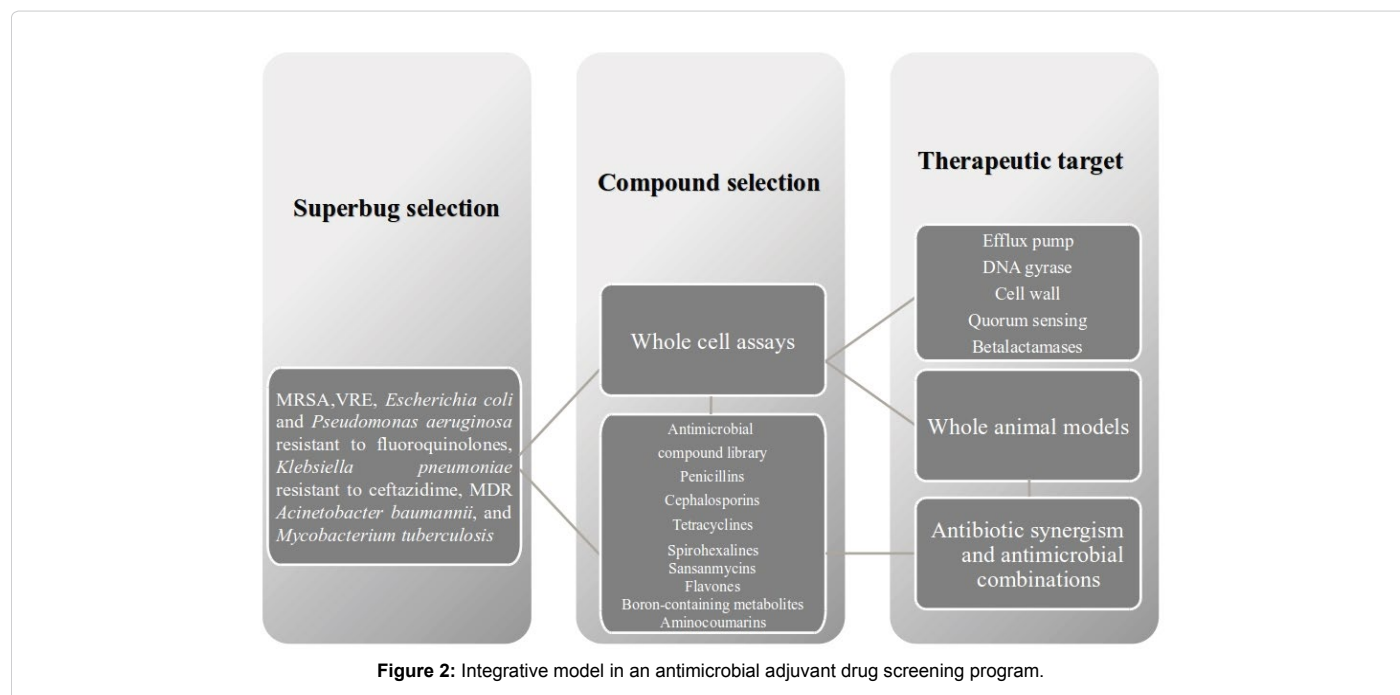 Superbug selection
MRSA,VRE, Escherichia coli
and Pseudomonas aeruginosa
resistant to fluoroquinolones,
Klebsiella pneumoniae
resistant to ceftazidime, MDR
Acinetobacter baumannii, and
Mycobacterium tuberculosis
Compound selection
Whole cell assays
Antimicrobial
compound library
Penicillins
Cephalosporins
Tetracyclines
Spirohexalines
Sansanmycins
Flavones
Boron-containing metabolites
Aminocoumarins
Therapeutic target
Efflux pump
DNA gyrase
Cell wall
Quorum sensing
Betalactamases
Whole animal models
Antibiotic synergism
and antimicrobial
combinations
Figure 2: Integrative model in an antimicrobial adjuvant drug screening program.